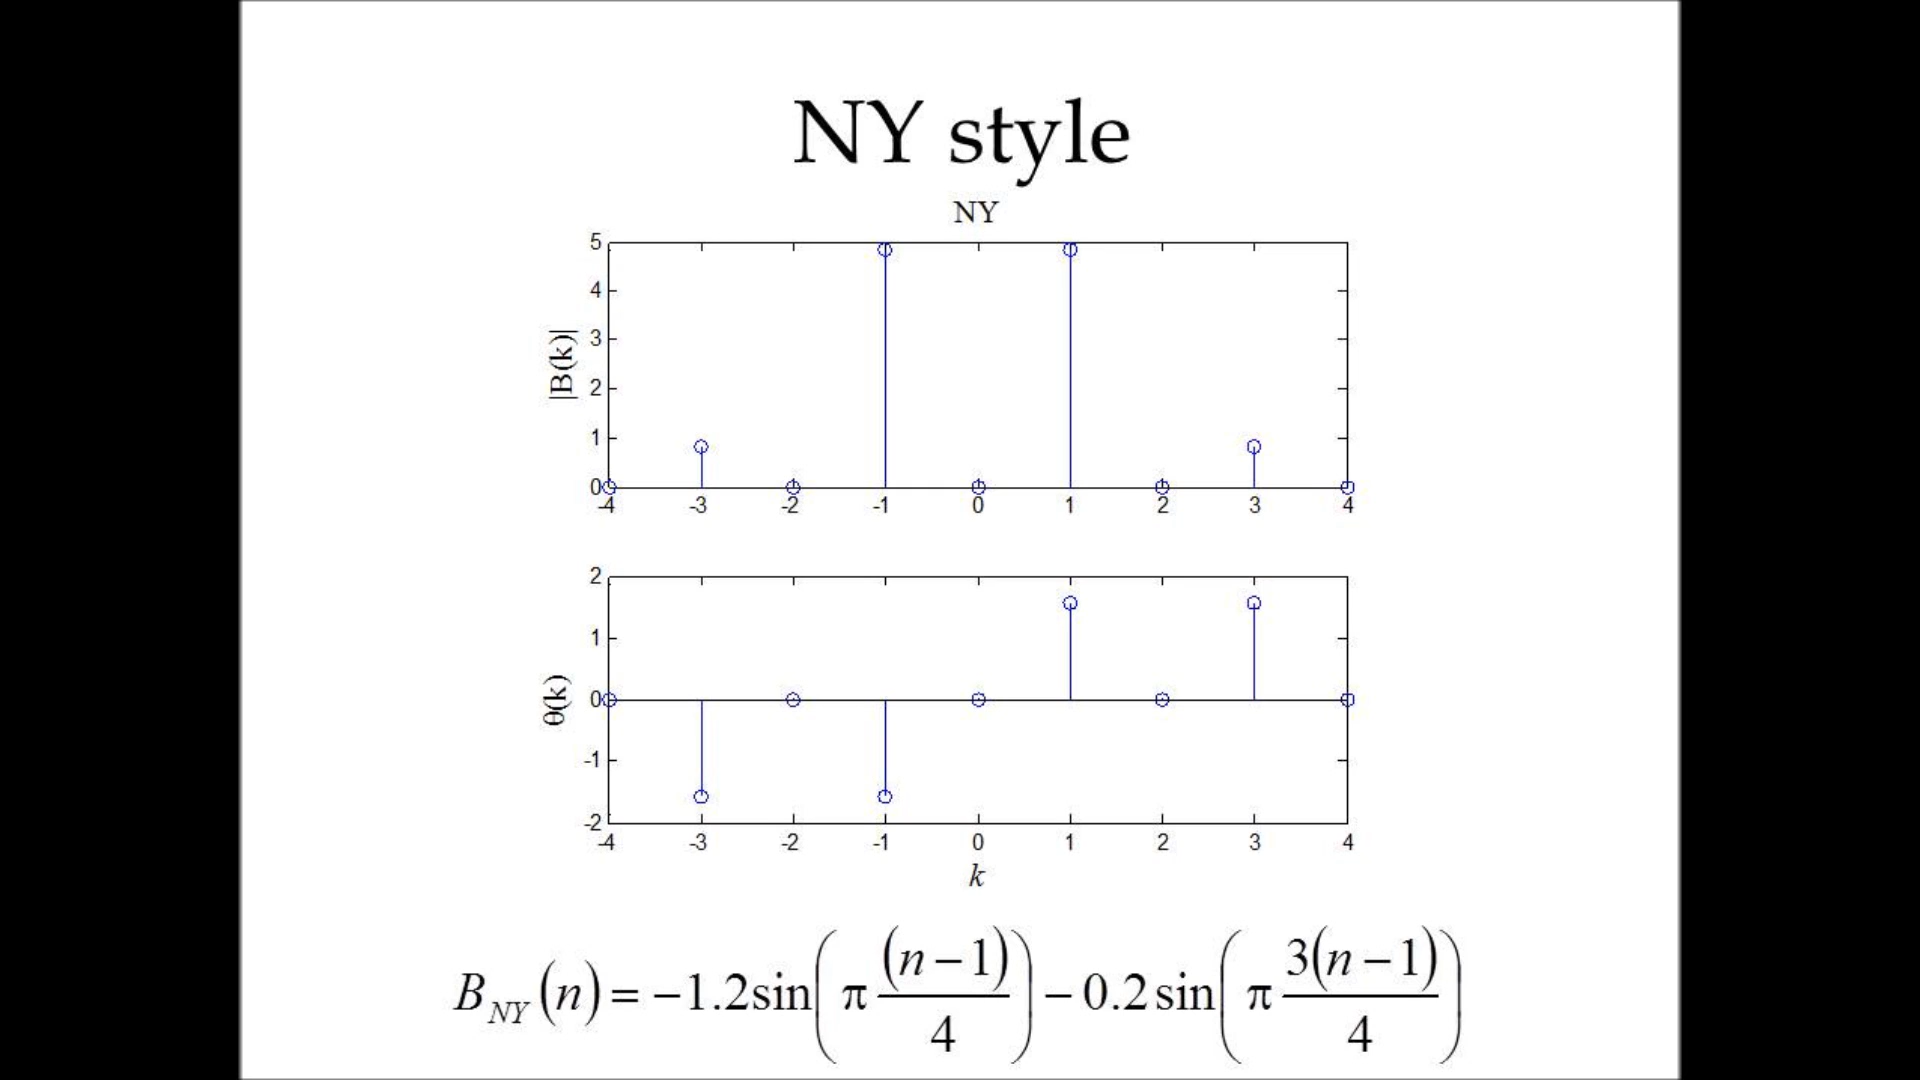 NY style
NY
|B(k)|
5
4
3
2
1
0
-4 -3 -2 -1 0 1 2 3 4
θ(k)
2
1
0
-1
-2
-4 -3 -2 -1 0 1 2 3 4
k
B_NY(n) = −1.2sin(π (n−1)/4) − 0.2sin(π 3(n−1)/4)